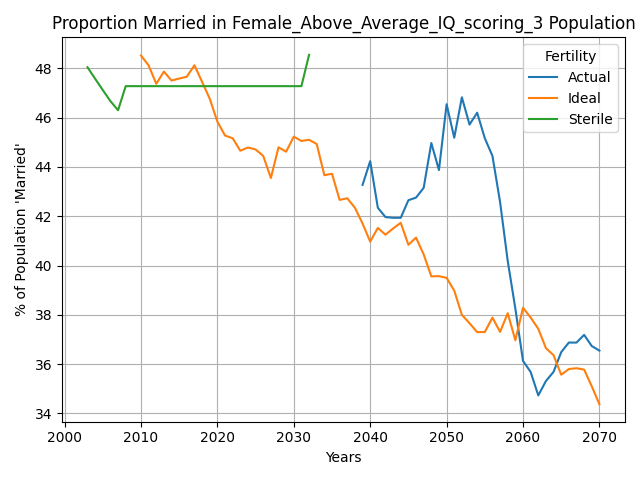 Proportion Married in Female_Above_Average_IQ_scoring_3 Population
Fertility
Actual
Ideal
Sterile
% of Population 'Married'
48
46
44
42
40
38
36
34
2000 2010 2020 2030 2040 2050 2060 2070
Years